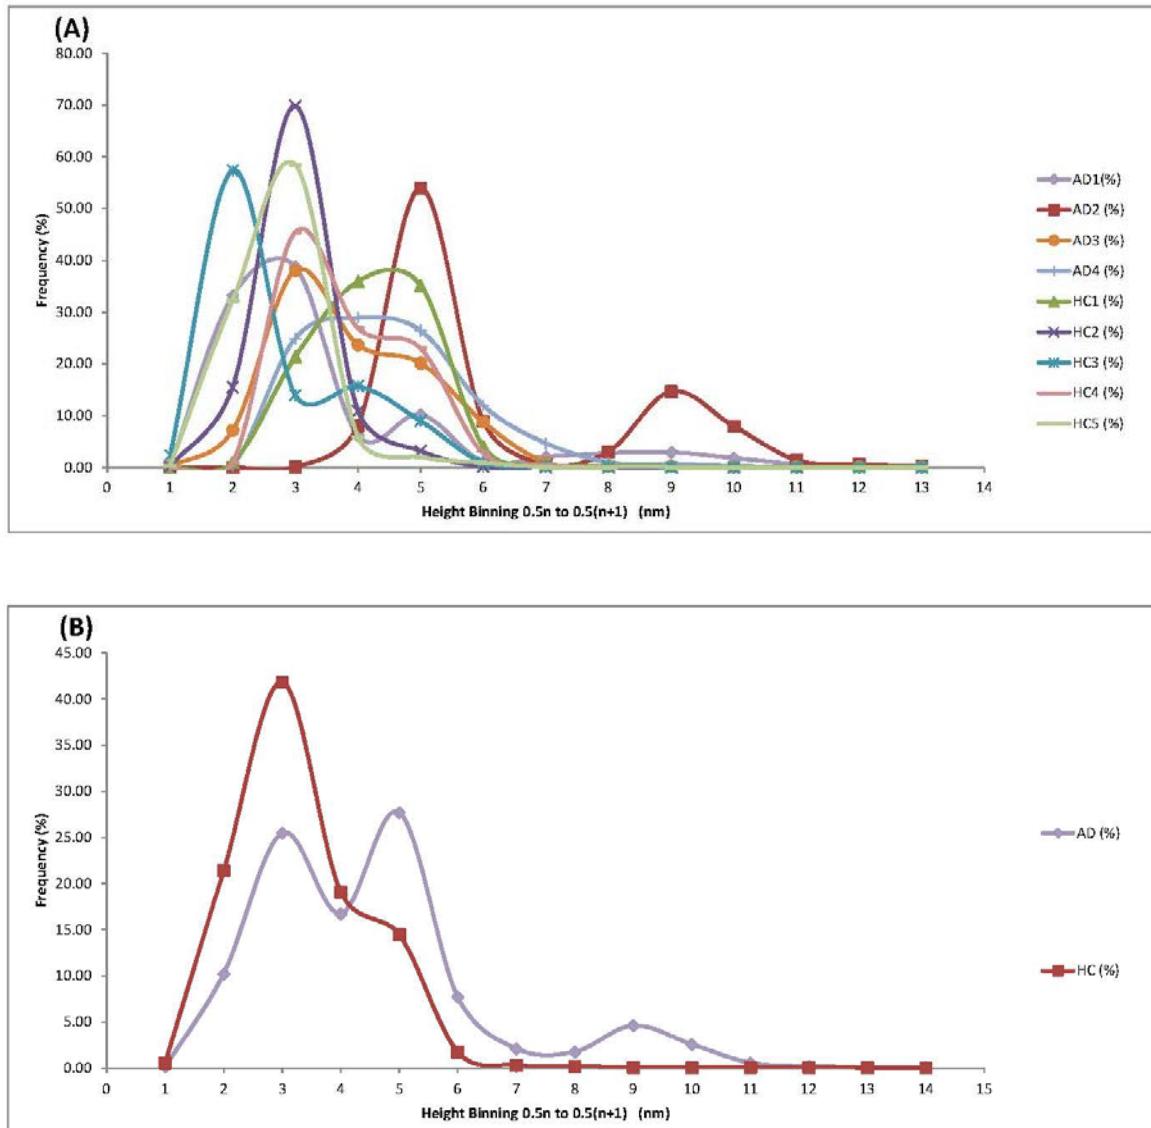 (A)
80.00
70.00
60.00
50.00
40.00
30.00
20.00
10.00
0.00
Frequency (%)
0 1 2 3 4 5 6 7 8 9 10 11 12 13 14
Height Binning 0.5n to 0.5(n+1) (nm)
AD1(%)
AD2 (%)
AD3 (%)
AD4 (%)
HC1 (%)
HC2 (%)
HC3 (%)
HC4 (%)
HC5 (%)
(B)
45.00
40.00
35.00
30.00
25.00
20.00
15.00
10.00
5.00
0.00
Frequency (%)
0 1 2 3 4 5 6 7 8 9 10 11 12 13 14 15
Height Binning 0.5n to 0.5(n+1) (nm)
AD (%)
HC (%)